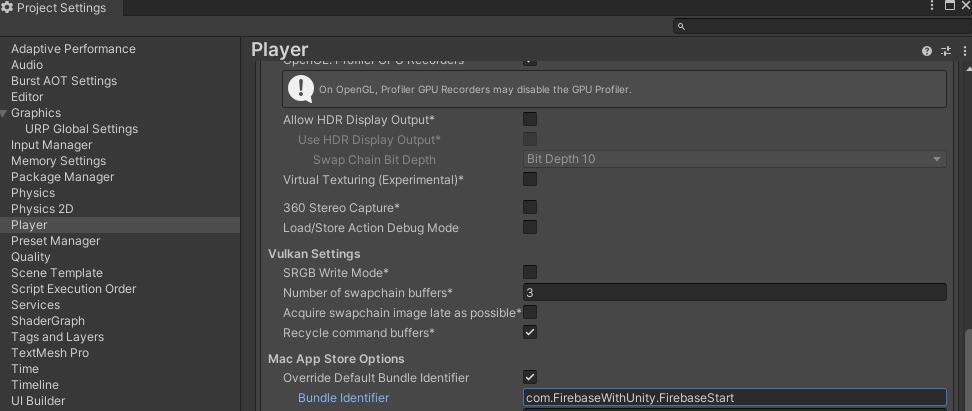 Project Settings
Adaptive Performance
Audio
Burst AOT Settings
Editor
Graphics
URP Global Settings
Input Manager
Memory Settings
Package Manager
Physics
Physics 2D
Player
Preset Manager
Quality
Scene Template
Script Execution Order
Services
ShaderGraph
Tags and Layers
TextMesh Pro
Time
Timeline
UI Builder
Player
OpenGL: Profiler GPU Recorders
On OpenGL, Profiler GPU Recorders may disable the GPU Profiler.
Allow HDR Display Output*
Use HDR Display Output*
Swap Chain Bit Depth Bit Depth 10
Virtual Texturing (Experimental)*
360 Stereo Capture*
Load/Store Action Debug Mode
Vulkan Settings
SRGB Write Mode*
Number of swapchain buffers* 3
Acquire swapchain image late as possible*
Recycle command buffers*
Mac App Store Options
Override Default Bundle Identifier
Bundle Identifier com.FirebaseWithUnity.FirebaseStart